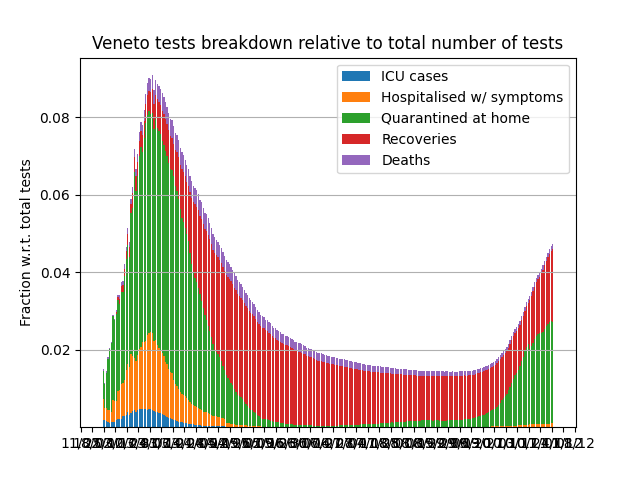 Veneto tests breakdown relative to total number of tests
ICU cases
Hospitalised w/ symptoms
Quarantined at home
Recoveries
Deaths
Fraction w.r.t. total tests
0.08
0.06
0.04
0.02